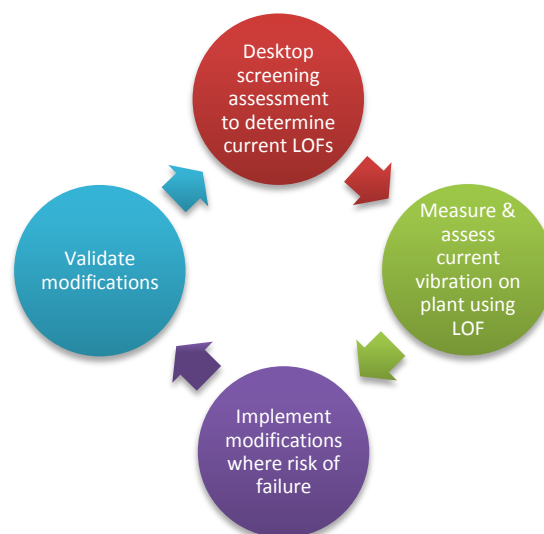 Desktop
screening
assessment
to determine
current LOFs
Measure &
assess
current
vibration on
plant using
LOF
Implement
modifications
where risk of
failure
Validate
modifications